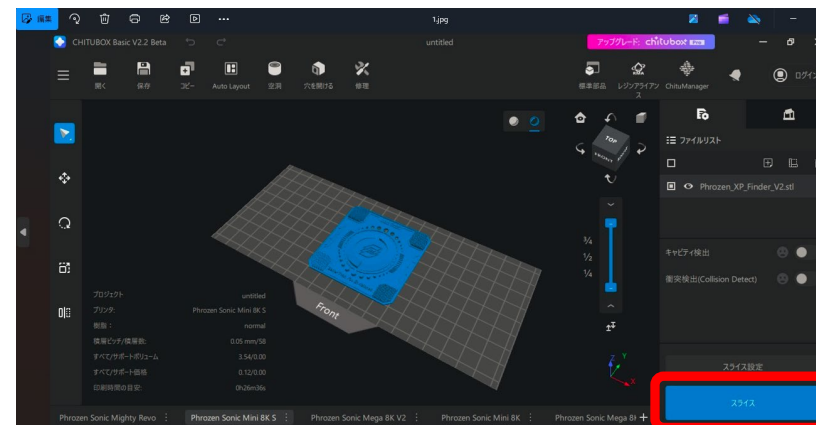 編集
1.jpg
CHITUBOX Basic V2.2 Beta
untitled
アップグレード: chitubox Pro
開く
保存
コピー
Auto Layout
空洞
穴を開ける
修理
標準部品
レジンアライアンス
ChituManager
ログイン
TOP
FRONT
ファイルリスト
Phrozen_XP_Finder_V2.stl
3/4
1/2
1/4
キャビティ検出
衝突検出(Collision Detect)
Front
プロジェクト
untitled
プリンタ:
Phrozen Sonic Mini 8K S
樹脂：
normal
積層ピッチ/積層数:
0.05 mm/58
すべて/サポートボリューム
3.54/0.00
すべて/サポート価格
0.12/0.00
印刷時間の目安:
0h26m36s
Z
Y
X
スライス設定
スライス
Phrozen Sonic Mighty Revo
Phrozen Sonic Mini 8K S
Phrozen Sonic Mega 8K V2
Phrozen Sonic Mini 8K
Phrozen Sonic Mega 8K